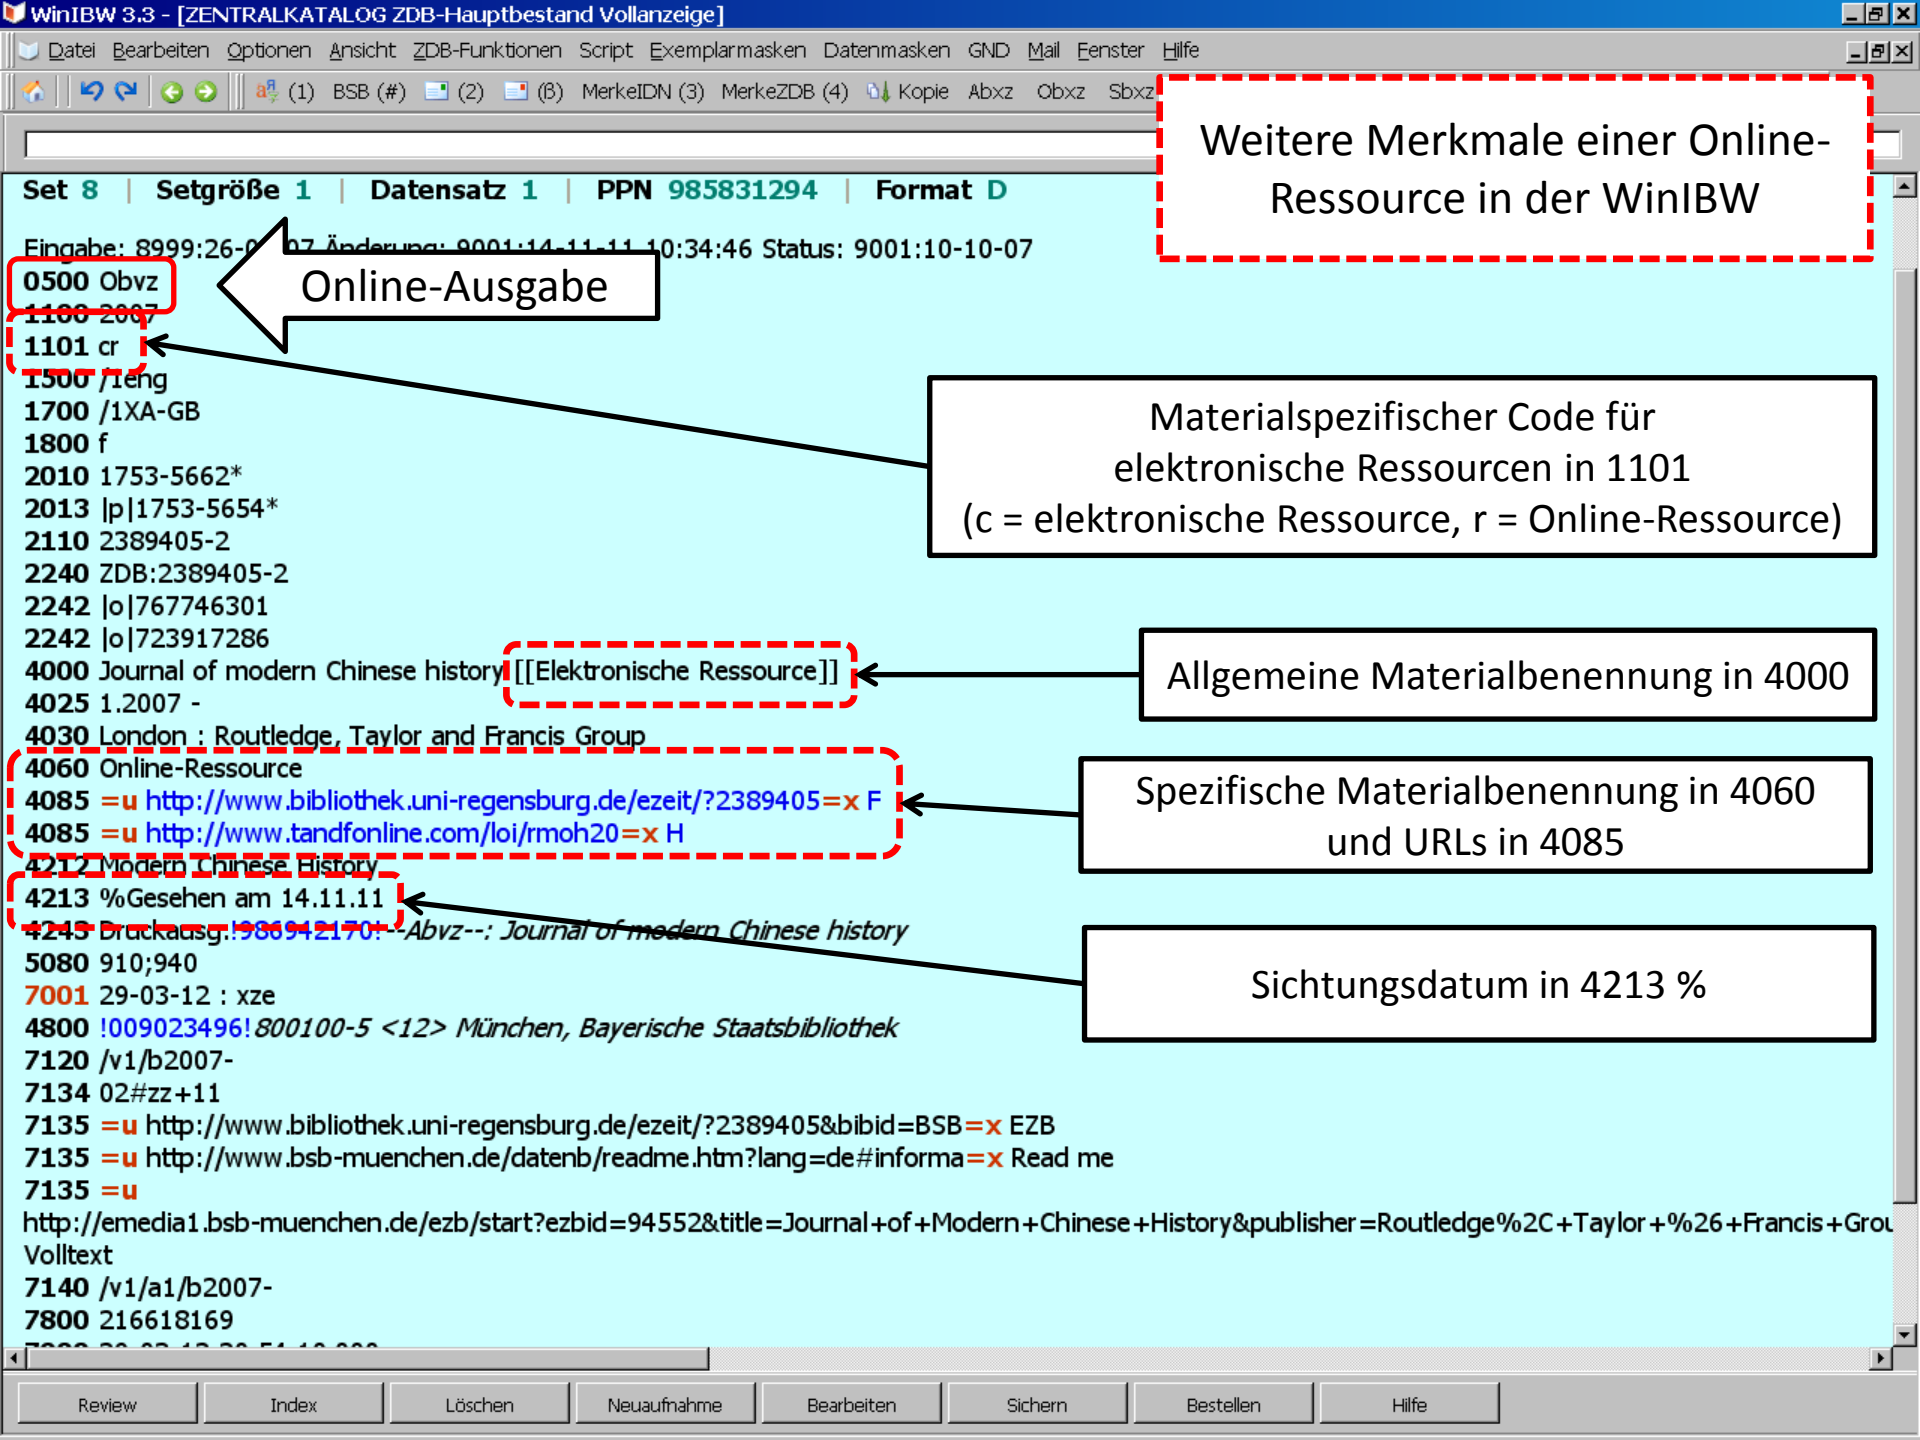 WinIBW 3.3 - [ZENTRALKATALOG ZDB-Hauptbestand Vollanzeige]
Datei Bearbeiten Optionen Ansicht ZDB-Funktionen Script Exemplarmasken Datenmasken GND Mail Fenster Hilfe
(1) BSB (#) (2) (ß) MerkeIDN (3) MerkeZDB (4) Kopie Abxz Obxz Sbxz
Weitere Merkmale einer Online-
Ressource in der WinIBW
Set 8 | Setgröße 1 | Datensatz 1 | PPN 985831294 | Format D
Eingabe: 8999:26-0 07 Änderung: 9001:14-11-11 10:34:46 Status: 9001:10-10-07
0500 Obvz
Online-Ausgabe
1100 2007
1101 cr
1500 /1eng
1700 /1XA-GB
1800 f
2010 1753-5662*
2013 |p|1753-5654*
2110 2389405-2
2240 ZDB:2389405-2
2242 |o|767746301
2242 |o|723917286
Materialspezifischer Code für
elektronische Ressourcen in 1101
(c = elektronische Ressource, r = Online-Ressource)
4000 Journal of modern Chinese history [[Elektronische Ressource]]
Allgemeine Materialbenennung in 4000
4025 1.2007 -
4030 London : Routledge, Taylor and Francis Group
4060 Online-Ressource
4085 =u http://www.bibliothek.uni-regensburg.de/ezeit/?2389405=x F
4085 =u http://www.tandfonline.com/loi/rmoh20=x H
Spezifische Materialbenennung in 4060
und URLs in 4085
4212 Modern Chinese History
4213 %Gesehen am 14.11.11
4243 Druckausg.!986942170!--Abvz--: Journal of modern Chinese history
Sichtungsdatum in 4213 %
5080 910;940
7001 29-03-12 : xze
4800 !009023496!800100-5 <12> München, Bayerische Staatsbibliothek
7120 /v1/b2007-
7134 02#zz+11
7135 =u http://www.bibliothek.uni-regensburg.de/ezeit/?2389405&bibid=BSB=x EZB
7135 =u http://www.bsb-muenchen.de/datenb/readme.htm?lang=de#informa=x Read me
7135 =u
http://emedia1.bsb-muenchen.de/ezb/start?ezbid=94552&title=Journal+of+Modern+Chinese+History&publisher=Routledge%2C+Taylor+%26+Francis+Grou
Volltext
7140 /v1/a1/b2007-
7800 216618169
Review Index Löschen Neuaufnahme Bearbeiten Sichern Bestellen Hilfe